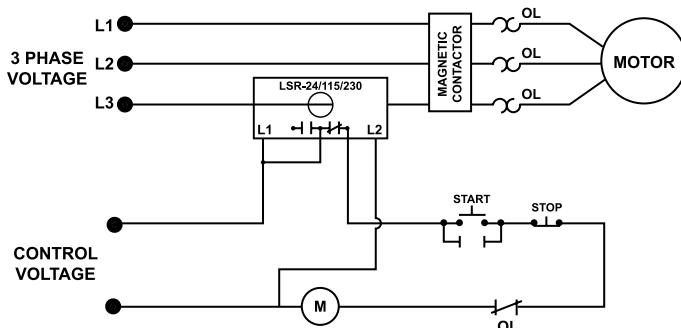 L1
OL
3 PHASE
VOLTAGE
L2
MAGNETIC
CONTACTOR
OL
MOTOR
L3
LSR-24/115/230
OL
L1
L2
START
STOP
CONTROL
VOLTAGE
M
OL